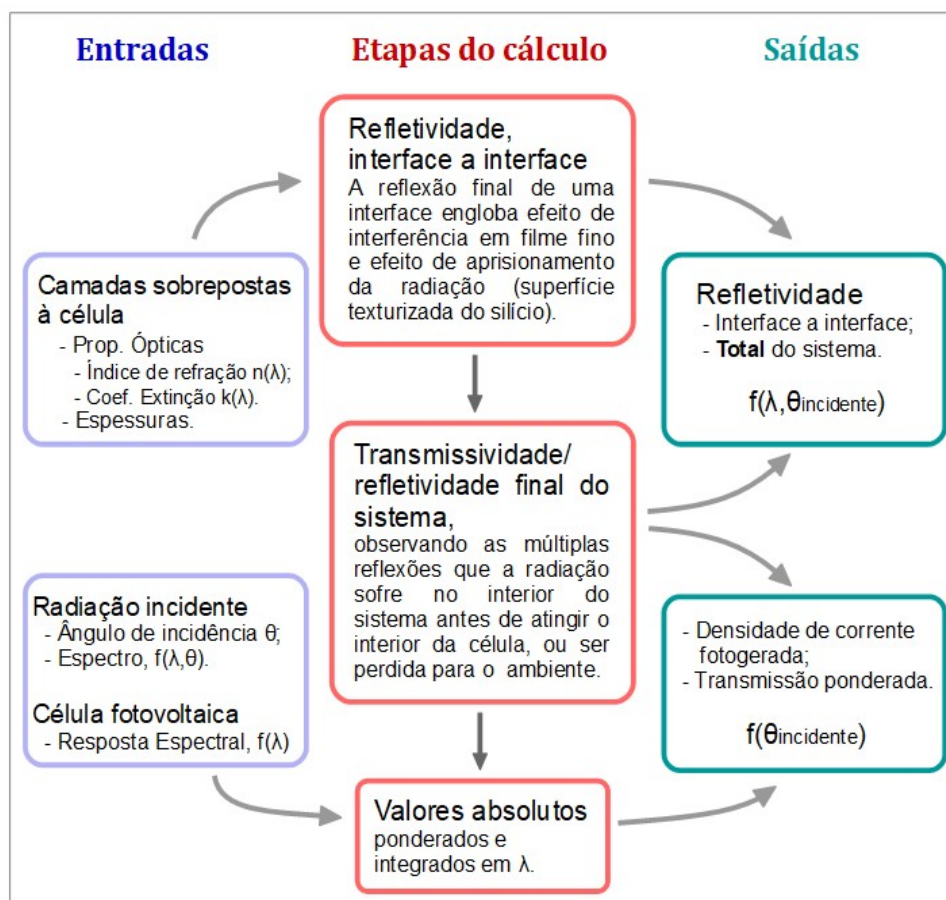 Entradas
Etapas do cálculo
Saídas
Refletividade,
interface a interface
A reflexão final de uma
interface engloba efeito de
interferência em filme fino
e efeito de aprisionamento
da radiação (superfície
texturizada do silício).
Camadas sobrepostas
à célula
- Prop. Ópticas
- Índice de refração n(λ);
- Coef. Extinção k(λ).
- Espessuras.
Refletividade
- Interface a interface;
- Total do sistema.
f(λ,θincidente)
Transmissividade/
refletividade final do
sistema,
observando as múltiplas
reflexões que a radiação
sofre no interior do
sistema antes de atingir o
interior da célula, ou ser
perdida para o ambiente.
Radiação incidente
- Ângulo de incidência θ;
- Espectro, f(λ,θ).
Célula fotovoltaica
- Resposta Espectral, f(λ)
- Densidade de corrente
fotogerada;
- Transmissão ponderada.
f(θincidente)
Valores absolutos
ponderados e
integrados em λ.